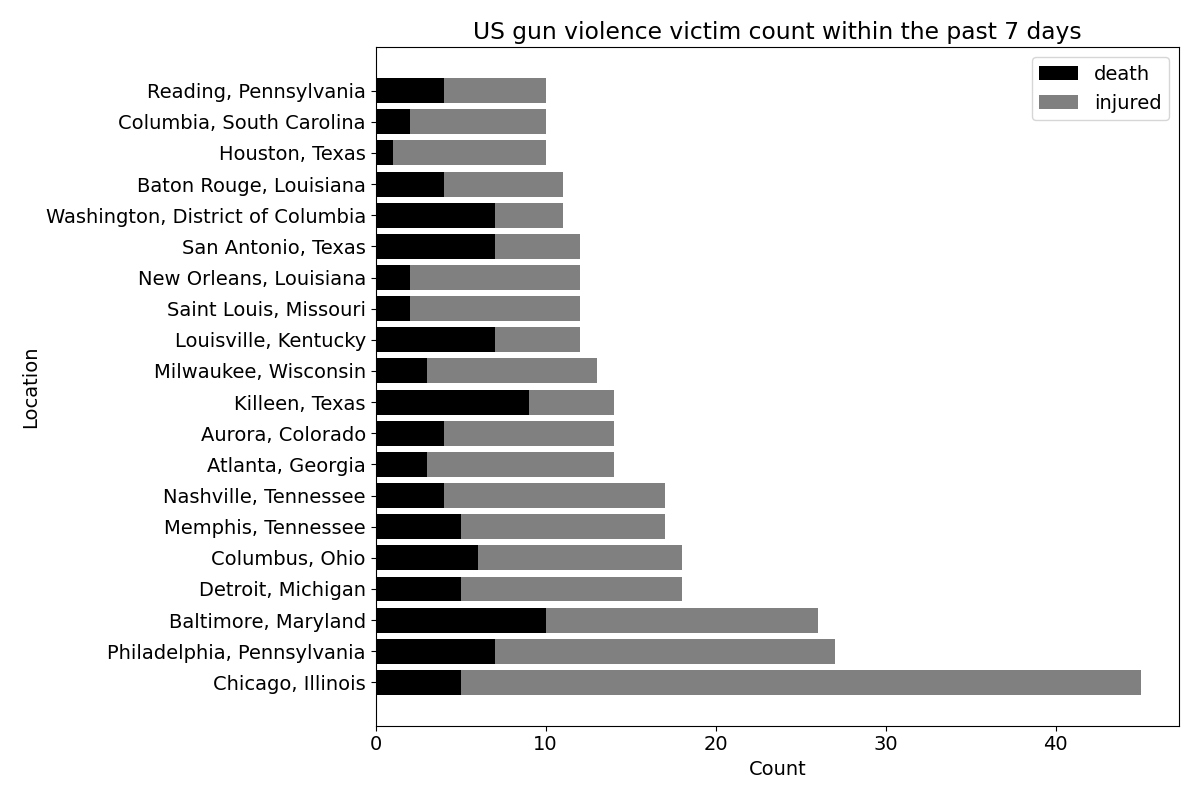 US gun violence victim count within the past 7 days
death
injured
Reading, Pennsylvania
Columbia, South Carolina
Houston, Texas
Baton Rouge, Louisiana
Washington, District of Columbia
San Antonio, Texas
New Orleans, Louisiana
Saint Louis, Missouri
Louisville, Kentucky
Milwaukee, Wisconsin
Killeen, Texas
Aurora, Colorado
Atlanta, Georgia
Nashville, Tennessee
Memphis, Tennessee
Columbus, Ohio
Detroit, Michigan
Baltimore, Maryland
Philadelphia, Pennsylvania
Chicago, Illinois
Location
0 10 20 30 40
Count